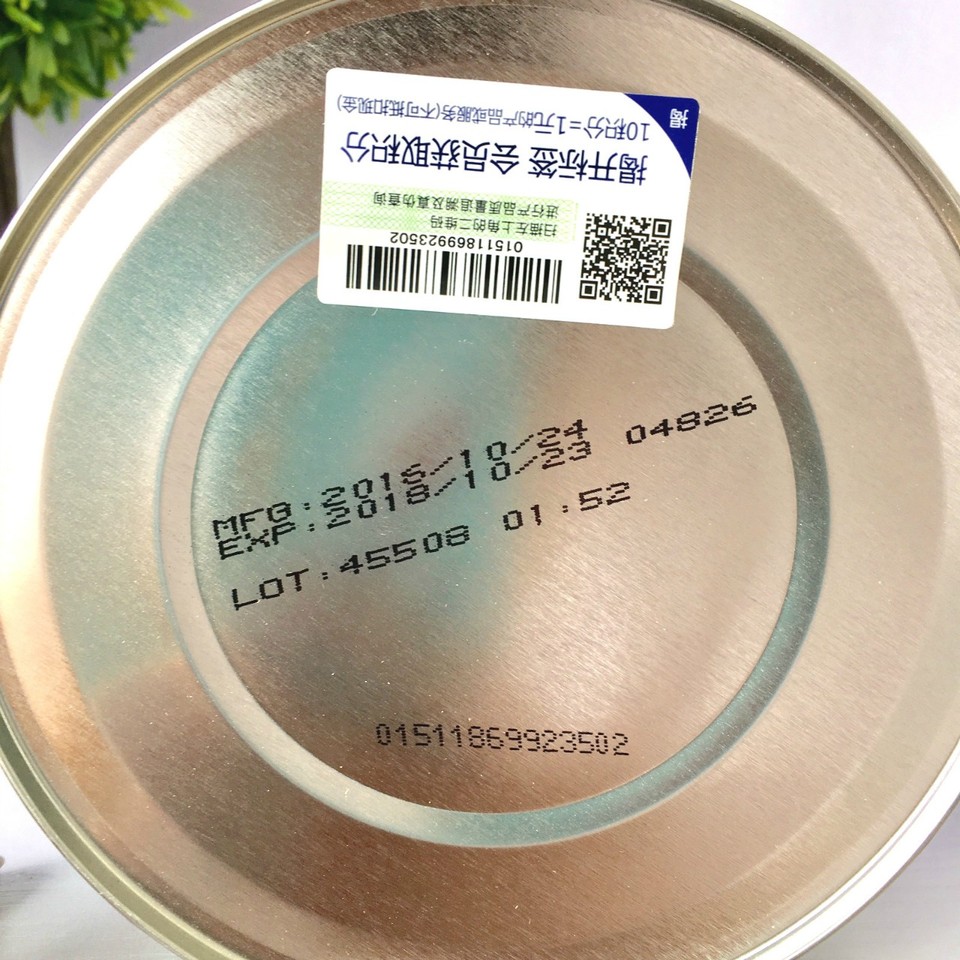 01511869923502
扫描左上角的二维码
进行产品质量追溯及真伪查询
揭开标签 会员获取积分
10积分=1元的产品或服务(不可抵扣现金)
揭
MFG:2016/10/24
EXP:2018/10/23 04826
LOT:45508 01:52
01511869923502